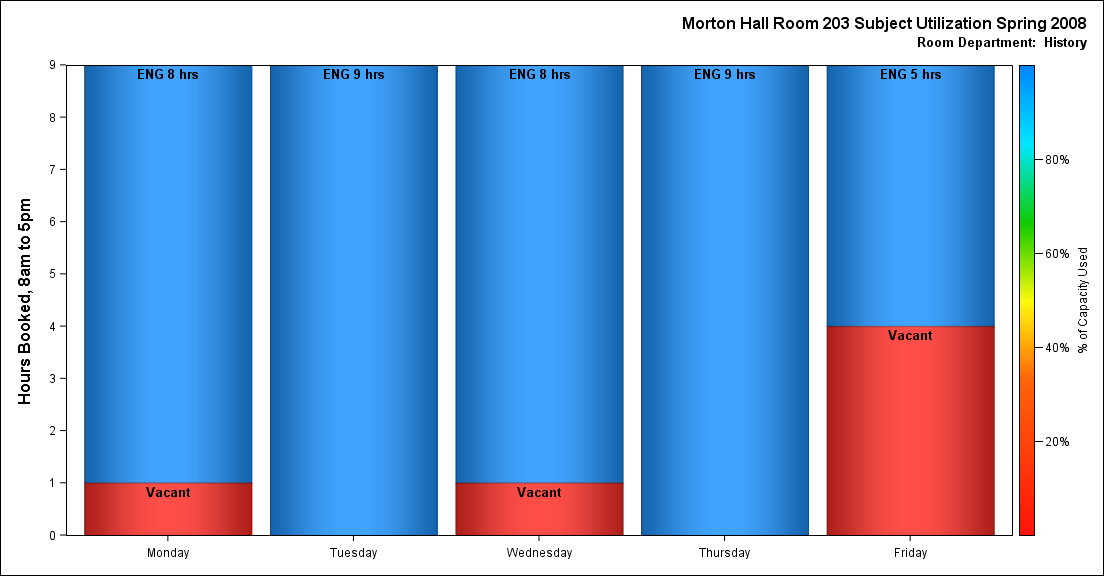 Morton Hall Room 203 Subject Utilization Spring 2008
Room Department:  History
Hours Booked, 8am to 5pm
9
8
7
6
5
4
3
2
1
0
ENG 8 hrs
ENG 9 hrs
ENG 8 hrs
ENG 9 hrs
ENG 5 hrs
Vacant
Vacant
Vacant
Monday
Tuesday
Wednesday
Thursday
Friday
80%
60%
40%
20%
% of Capacity Used